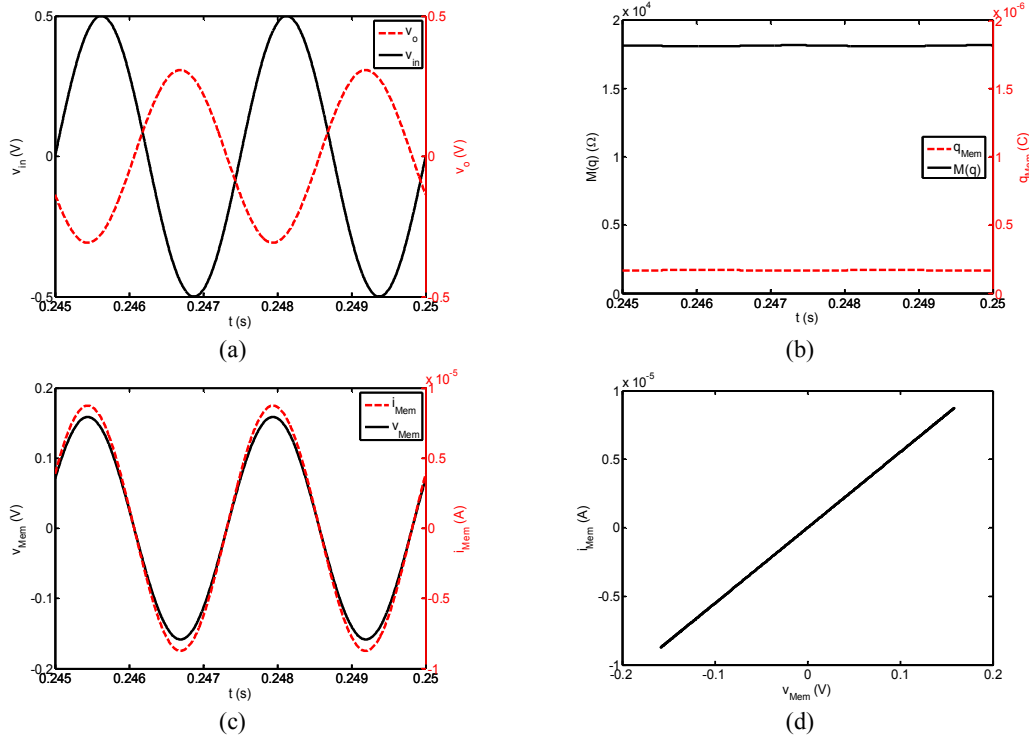 0.5
0
-0.5
v_in (V)
0.245
0.246
0.247
0.248
0.249
0.25
t (s)
0.5
0
-0.5
v_o (V)
v_o
v_in
(a)
2 x 10^4
1.5
1
0.5
0
M(q) (Ω)
0.245
0.246
0.247
0.248
0.249
0.25
t (s)
2 x 10^-6
1.5
1
0.5
0
q_Mem (C)
q_Mem
M(q)
(b)
0.2
0.1
0
-0.1
-0.2
v_Mem (V)
0.245
0.246
0.247
0.248
0.249
0.25
t (s)
1 x 10^-5
0.5
0
-0.5
-1
i_Mem (A)
i_Mem
v_Mem
(c)
1 x 10^-5
0.5
0
-0.5
-1
i_Mem (A)
-0.2
-0.1
0
0.1
0.2
v_Mem (V)
(d)